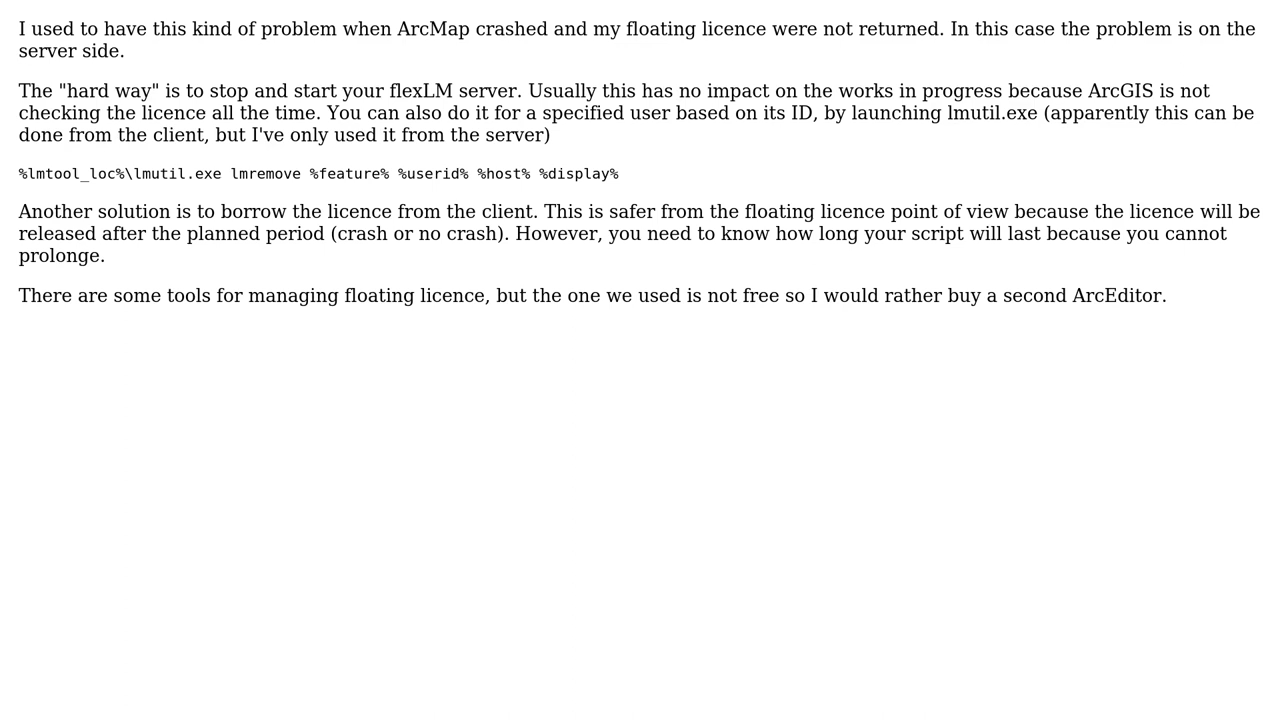 I used to have this kind of problem when ArcMap crashed and my floating licence were not returned. In this case the problem is on the
server side.
The "hard way" is to stop and start your flexLM server. Usually this has no impact on the works in progress because ArcGIS is not
checking the licence all the time. You can also do it for a specified user based on its ID, by launching lmutil.exe (apparently this can be
done from the client, but I've only used it from the server)
%lmtool_loc%\lmutil.exe lmremove %feature% %userid% %host% %display%
Another solution is to borrow the licence from the client. This is safer from the floating licence point of view because the licence will be
released after the planned period (crash or no crash). However, you need to know how long your script will last because you cannot
prolonge.
There are some tools for managing floating licence, but the one we used is not free so I would rather buy a second ArcEditor.